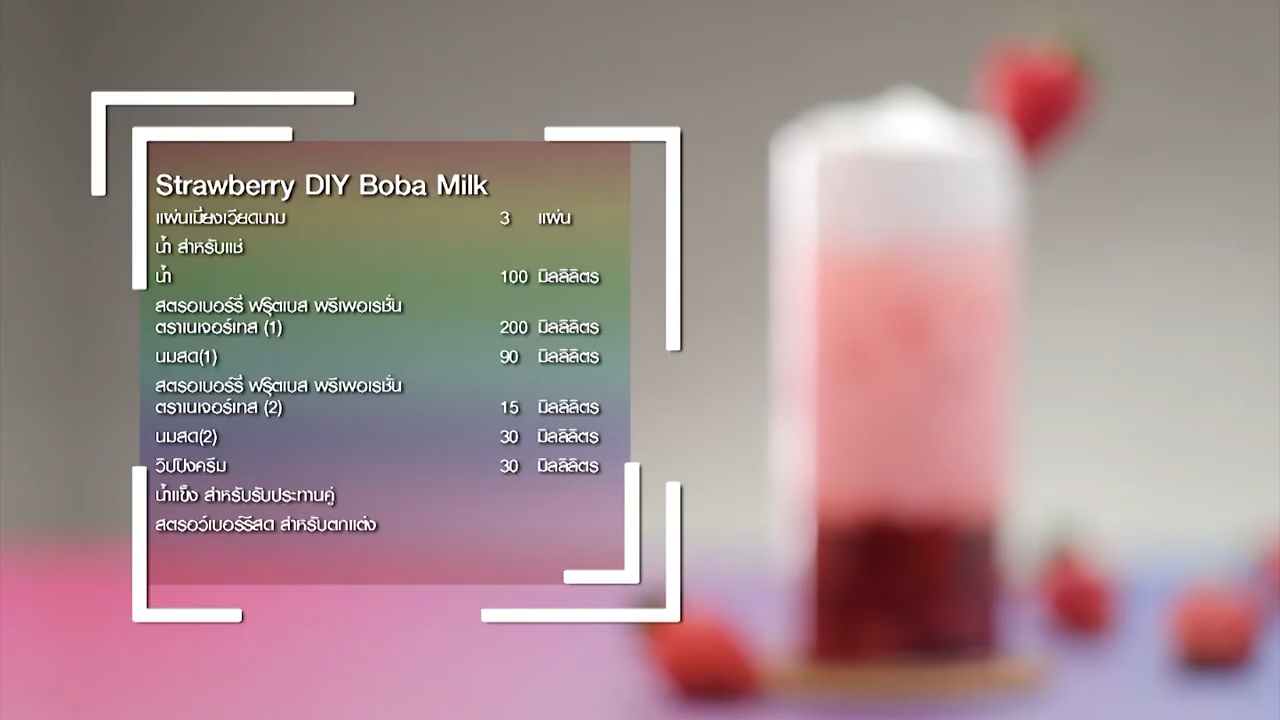 Strawberry DIY Boba Milk
แผ่นเมี่ยงเวียดนาม 3 แผ่น
น้ำ สำหรับแช่
น้ำ 100 มิลลิลิตร
สตรอเบอร์รี่ ฟรุ๊ตเบส พรีเพอเรชั่น
ตราเนเจอร์เทส (1) 200 มิลลิลิตร
นมสด(1) 90 มิลลิลิตร
สตรอเบอร์รี่ ฟรุ๊ตเบส พรีเพอเรชั่น
ตราเนเจอร์เทส (2) 15 มิลลิลิตร
นมสด(2) 30 มิลลิลิตร
วิปปิงครีม 30 มิลลิลิตร
น้ำแข็ง สำหรับรับประทานคู่
สตรอว์เบอร์รีสด สำหรับตกแต่ง